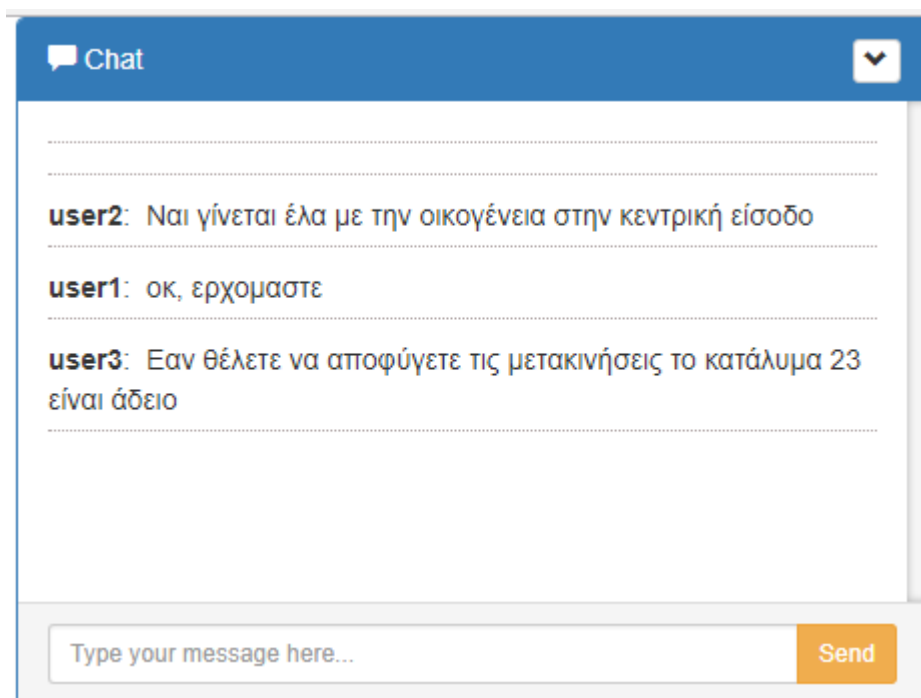 Chat
user2: Ναι γίνεται έλα με την οικογένεια στην κεντρική είσοδο
user1: οκ, ερχομαστε
user3: Εαν θέλετε να αποφύγετε τις μετακινήσεις το κατάλυμα 23
είναι άδειο
Type your message here...
Send